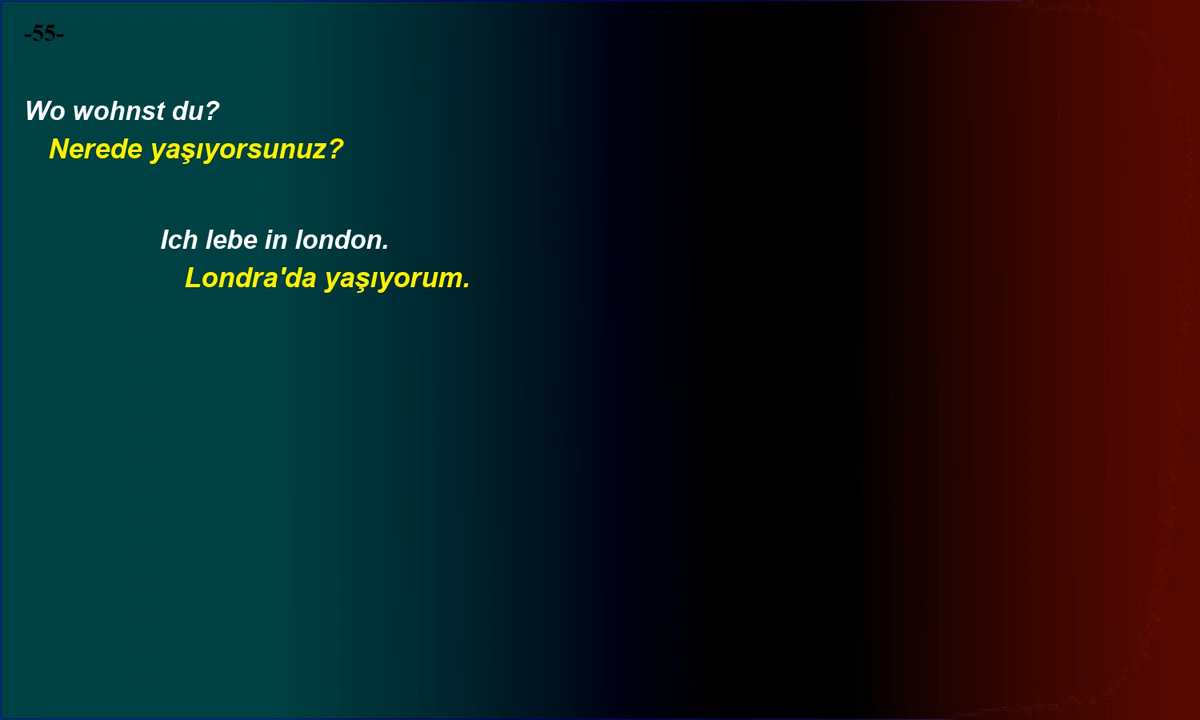 -55-
Wo wohnst du?
Nerede yaşıyorsunuz?
Ich lebe in london.
Londra'da yaşıyorum.